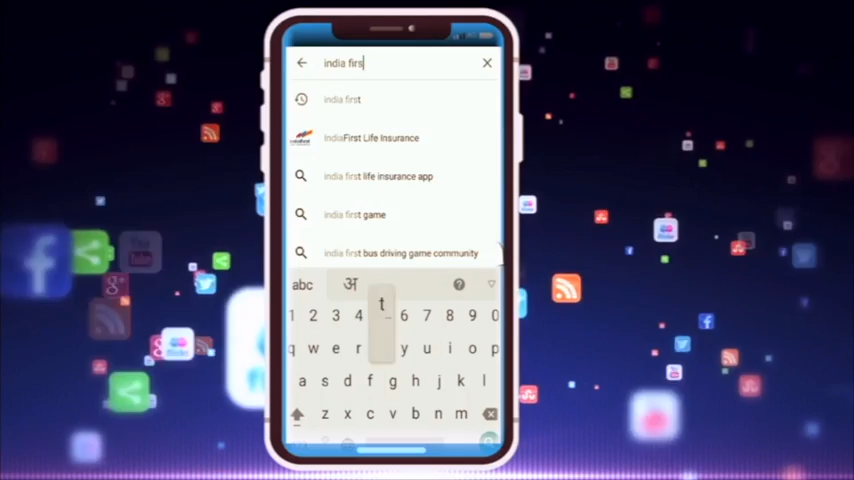 india firs
india first
IndiaFirst Life Insurance
india first life insurance app
india first game
india first bus driving game community
abc अ ?
t
1 2 3 4 6 7 8 9 0
q w e r y u i o p
a s d f g h j k l
z x c v b n m